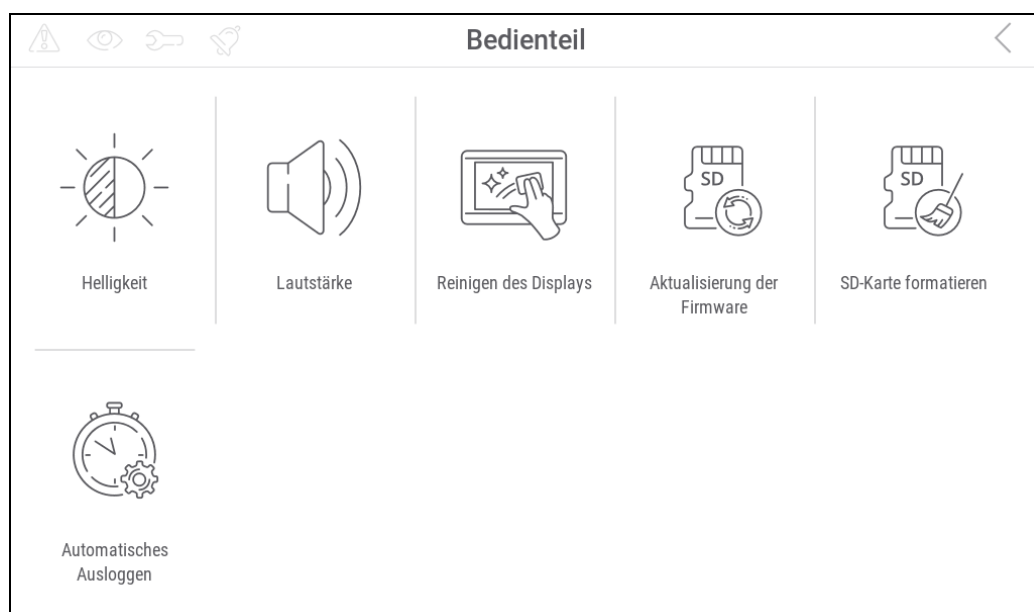 Bedienteil
SD
SD
Helligkeit
Lautstärke
Reinigen des Displays
Aktualisierung der
Firmware
SD-Karte formatieren
Automatisches
Ausloggen